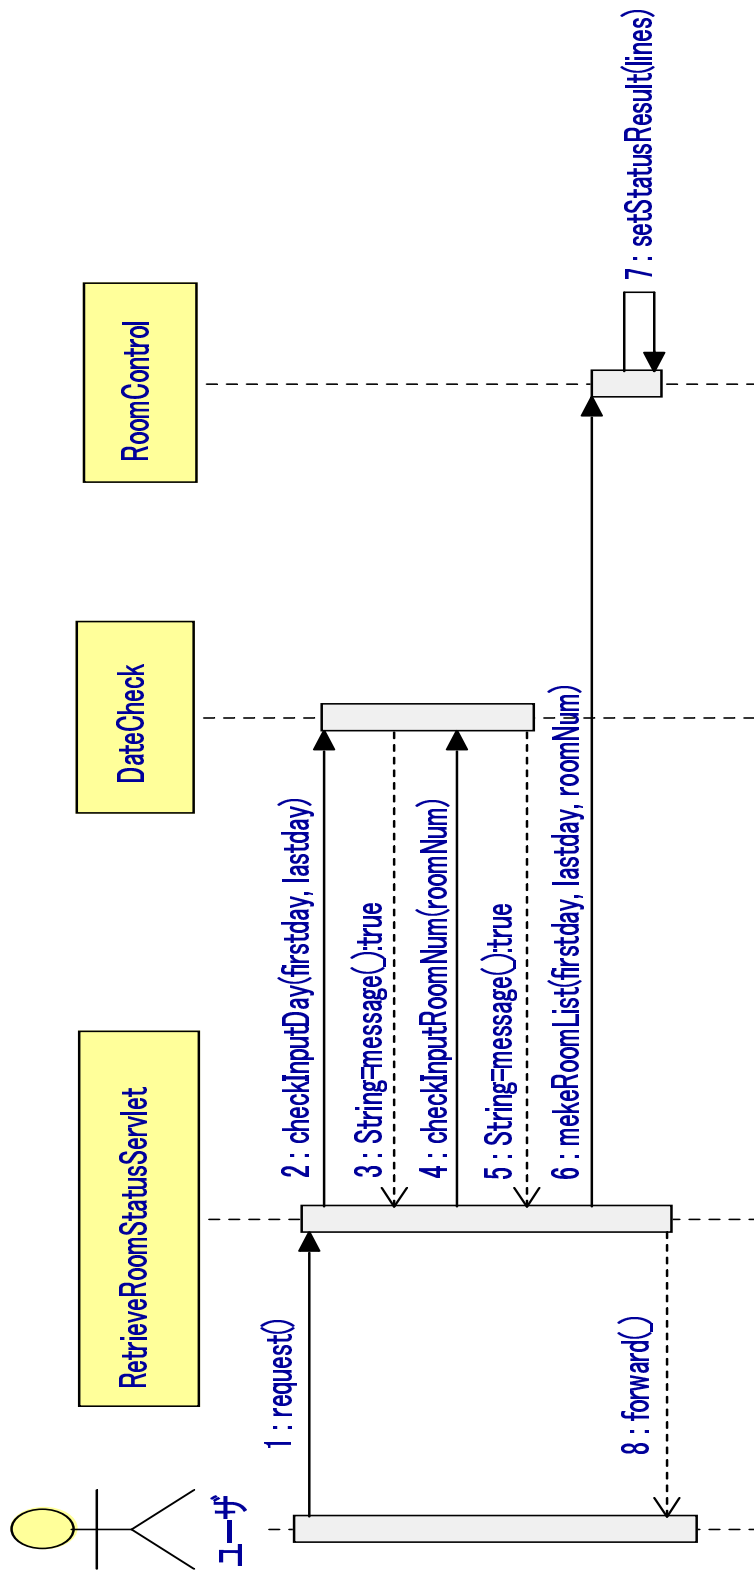 ユーザ
RetrieveRoomStatusServlet
DateCheck
RoomControl
1 : request()
2 : checkInputDay(firstday, lastday)
3 : String=message():true
4 : checkInputRoomNum(roomNum)
5 : String=message():true
6 : mekeRoomList(firstday, lastday, roomNum)
7 : setStatusResult(lines)
8 : forward()